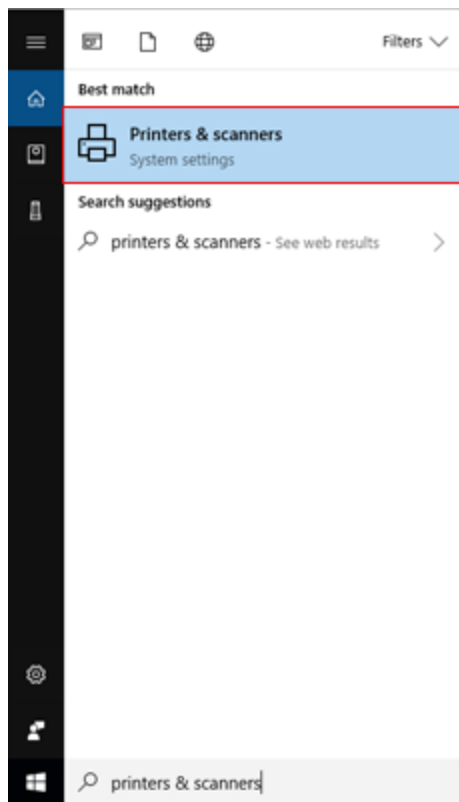 Filters
Best match
Printers & scanners
System settings
Search suggestions
printers & scanners - See web results
printers & scanners